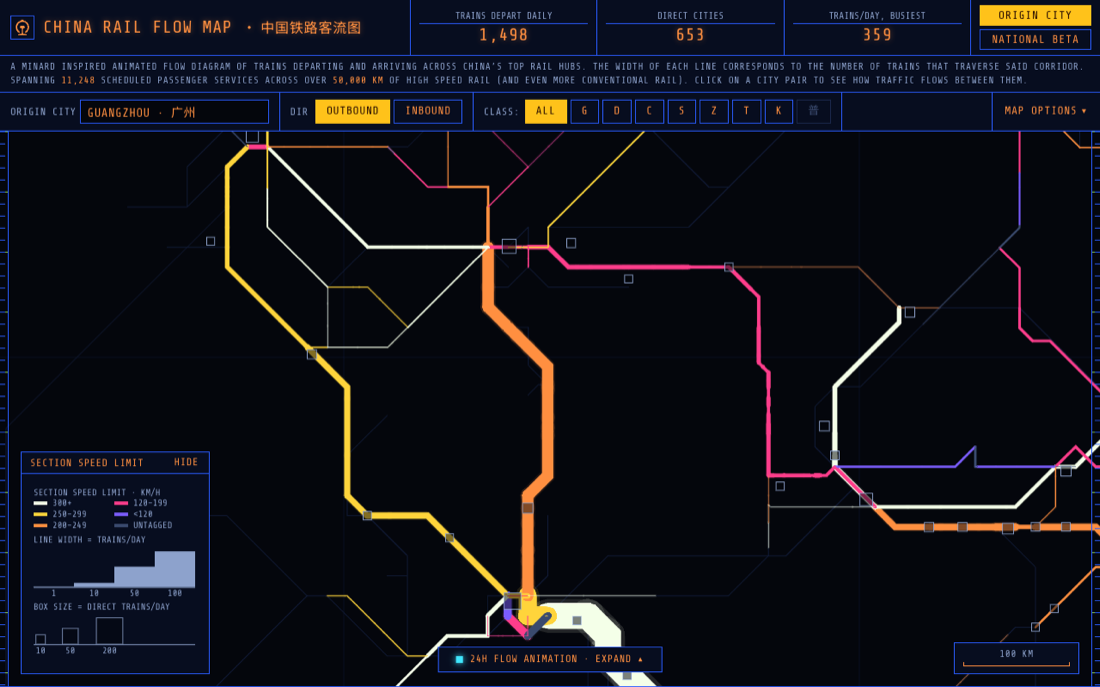 CHINA RAIL FLOW MAP · 中国铁路客流图
TRAINS DEPART DAILY
1,498
DIRECT CITIES
653
TRAINS/DAY, BUSIEST
359
ORIGIN CITY
NATIONAL BETA
A MINARD INSPIRED ANIMATED FLOW DIAGRAM OF TRAINS DEPARTING AND ARRIVING ACROSS CHINA'S TOP RAIL HUBS. THE WIDTH OF EACH LINE CORRESPONDS TO THE NUMBER OF TRAINS THAT TRAVERSE SAID CORRIDOR.
SPANNING 11,248 SCHEDULED PASSENGER SERVICES ACROSS OVER 50,000 KM OF HIGH SPEED RAIL (AND EVEN MORE CONVENTIONAL RAIL). CLICK ON A CITY PAIR TO SEE HOW TRAFFIC FLOWS BETWEEN THEM.
ORIGIN CITY GUANGZHOU · 广州 DIR OUTBOUND INBOUND CLASS: ALL G D C S Z T K 普 MAP OPTIONS ▾
SECTION SPEED LIMIT HIDE
SECTION SPEED LIMIT · KM/H
300+ 120-199
250-299 <120
200-249 UNTAGGED
LINE WIDTH = TRAINS/DAY
1 10 50 100
BOX SIZE = DIRECT TRAINS/DAY
10 50 200
24H FLOW ANIMATION · EXPAND ▴
100 KM